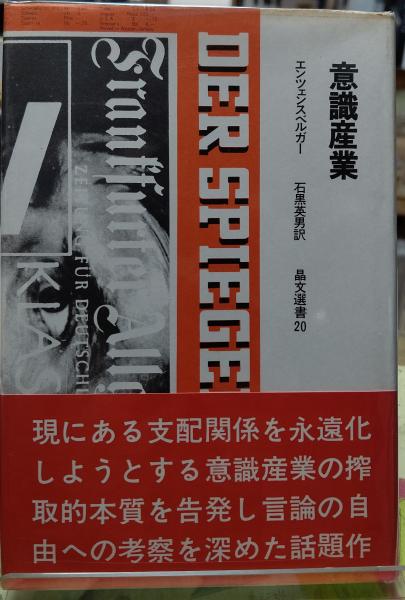 意識産業
エンツェンスベルガー
石黒英男訳
晶文選書20
DER SPIEGE
Frankfurter Allge
ZEITUNG FÜR DEUTSCHL
KLAS
現にある支配関係を永遠化
しようとする意識産業の搾
取的本質を告発し言論の自
由への考察を深めた話題作